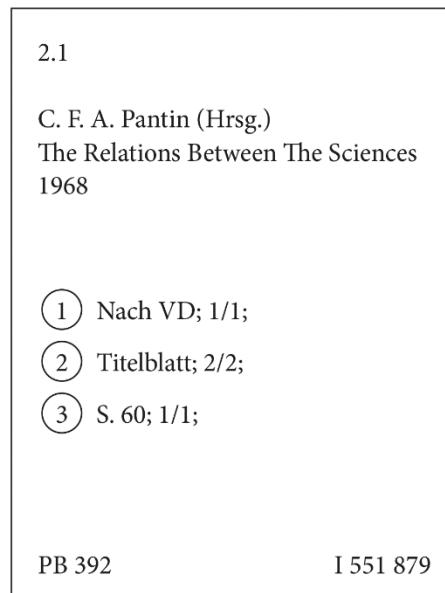 2.1
C. F. A. Pantin (Hrsg.)
The Relations Between The Sciences
1968
1 Nach VD; 1/1;
2 Titelblatt; 2/2;
3 S. 60; 1/1;
PB 392 I 551 879